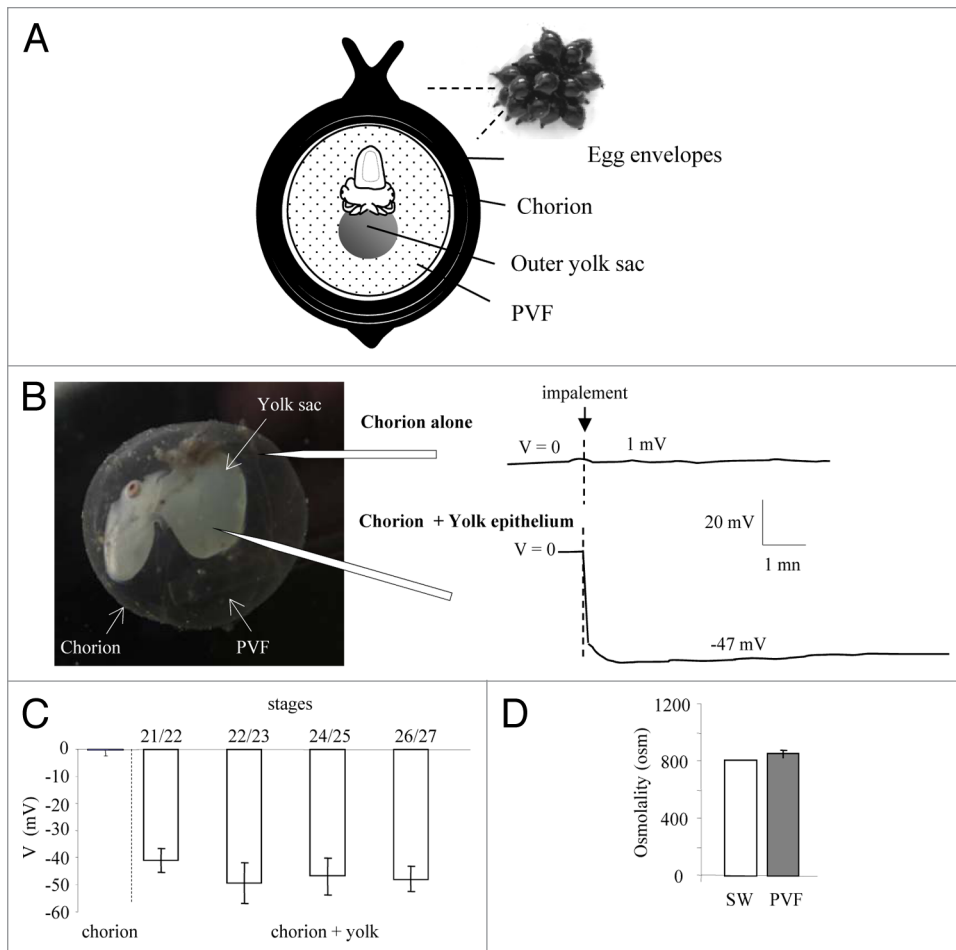 A
Egg envelopes
Chorion
Outer yolk sac
PVF
B
Yolk sac
Chorion
PVF
Chorion alone
Chorion + Yolk epithelium
impalement
V = 0
1 mV
20 mV
1 mn
V = 0
-47 mV
C
stages
21/22
22/23
24/25
26/27
0
-10
-20
-30
-40
-50
-60
V (mV)
chorion
chorion + yolk
D
1200
800
400
0
Osmolality (osm)
SW
PVF